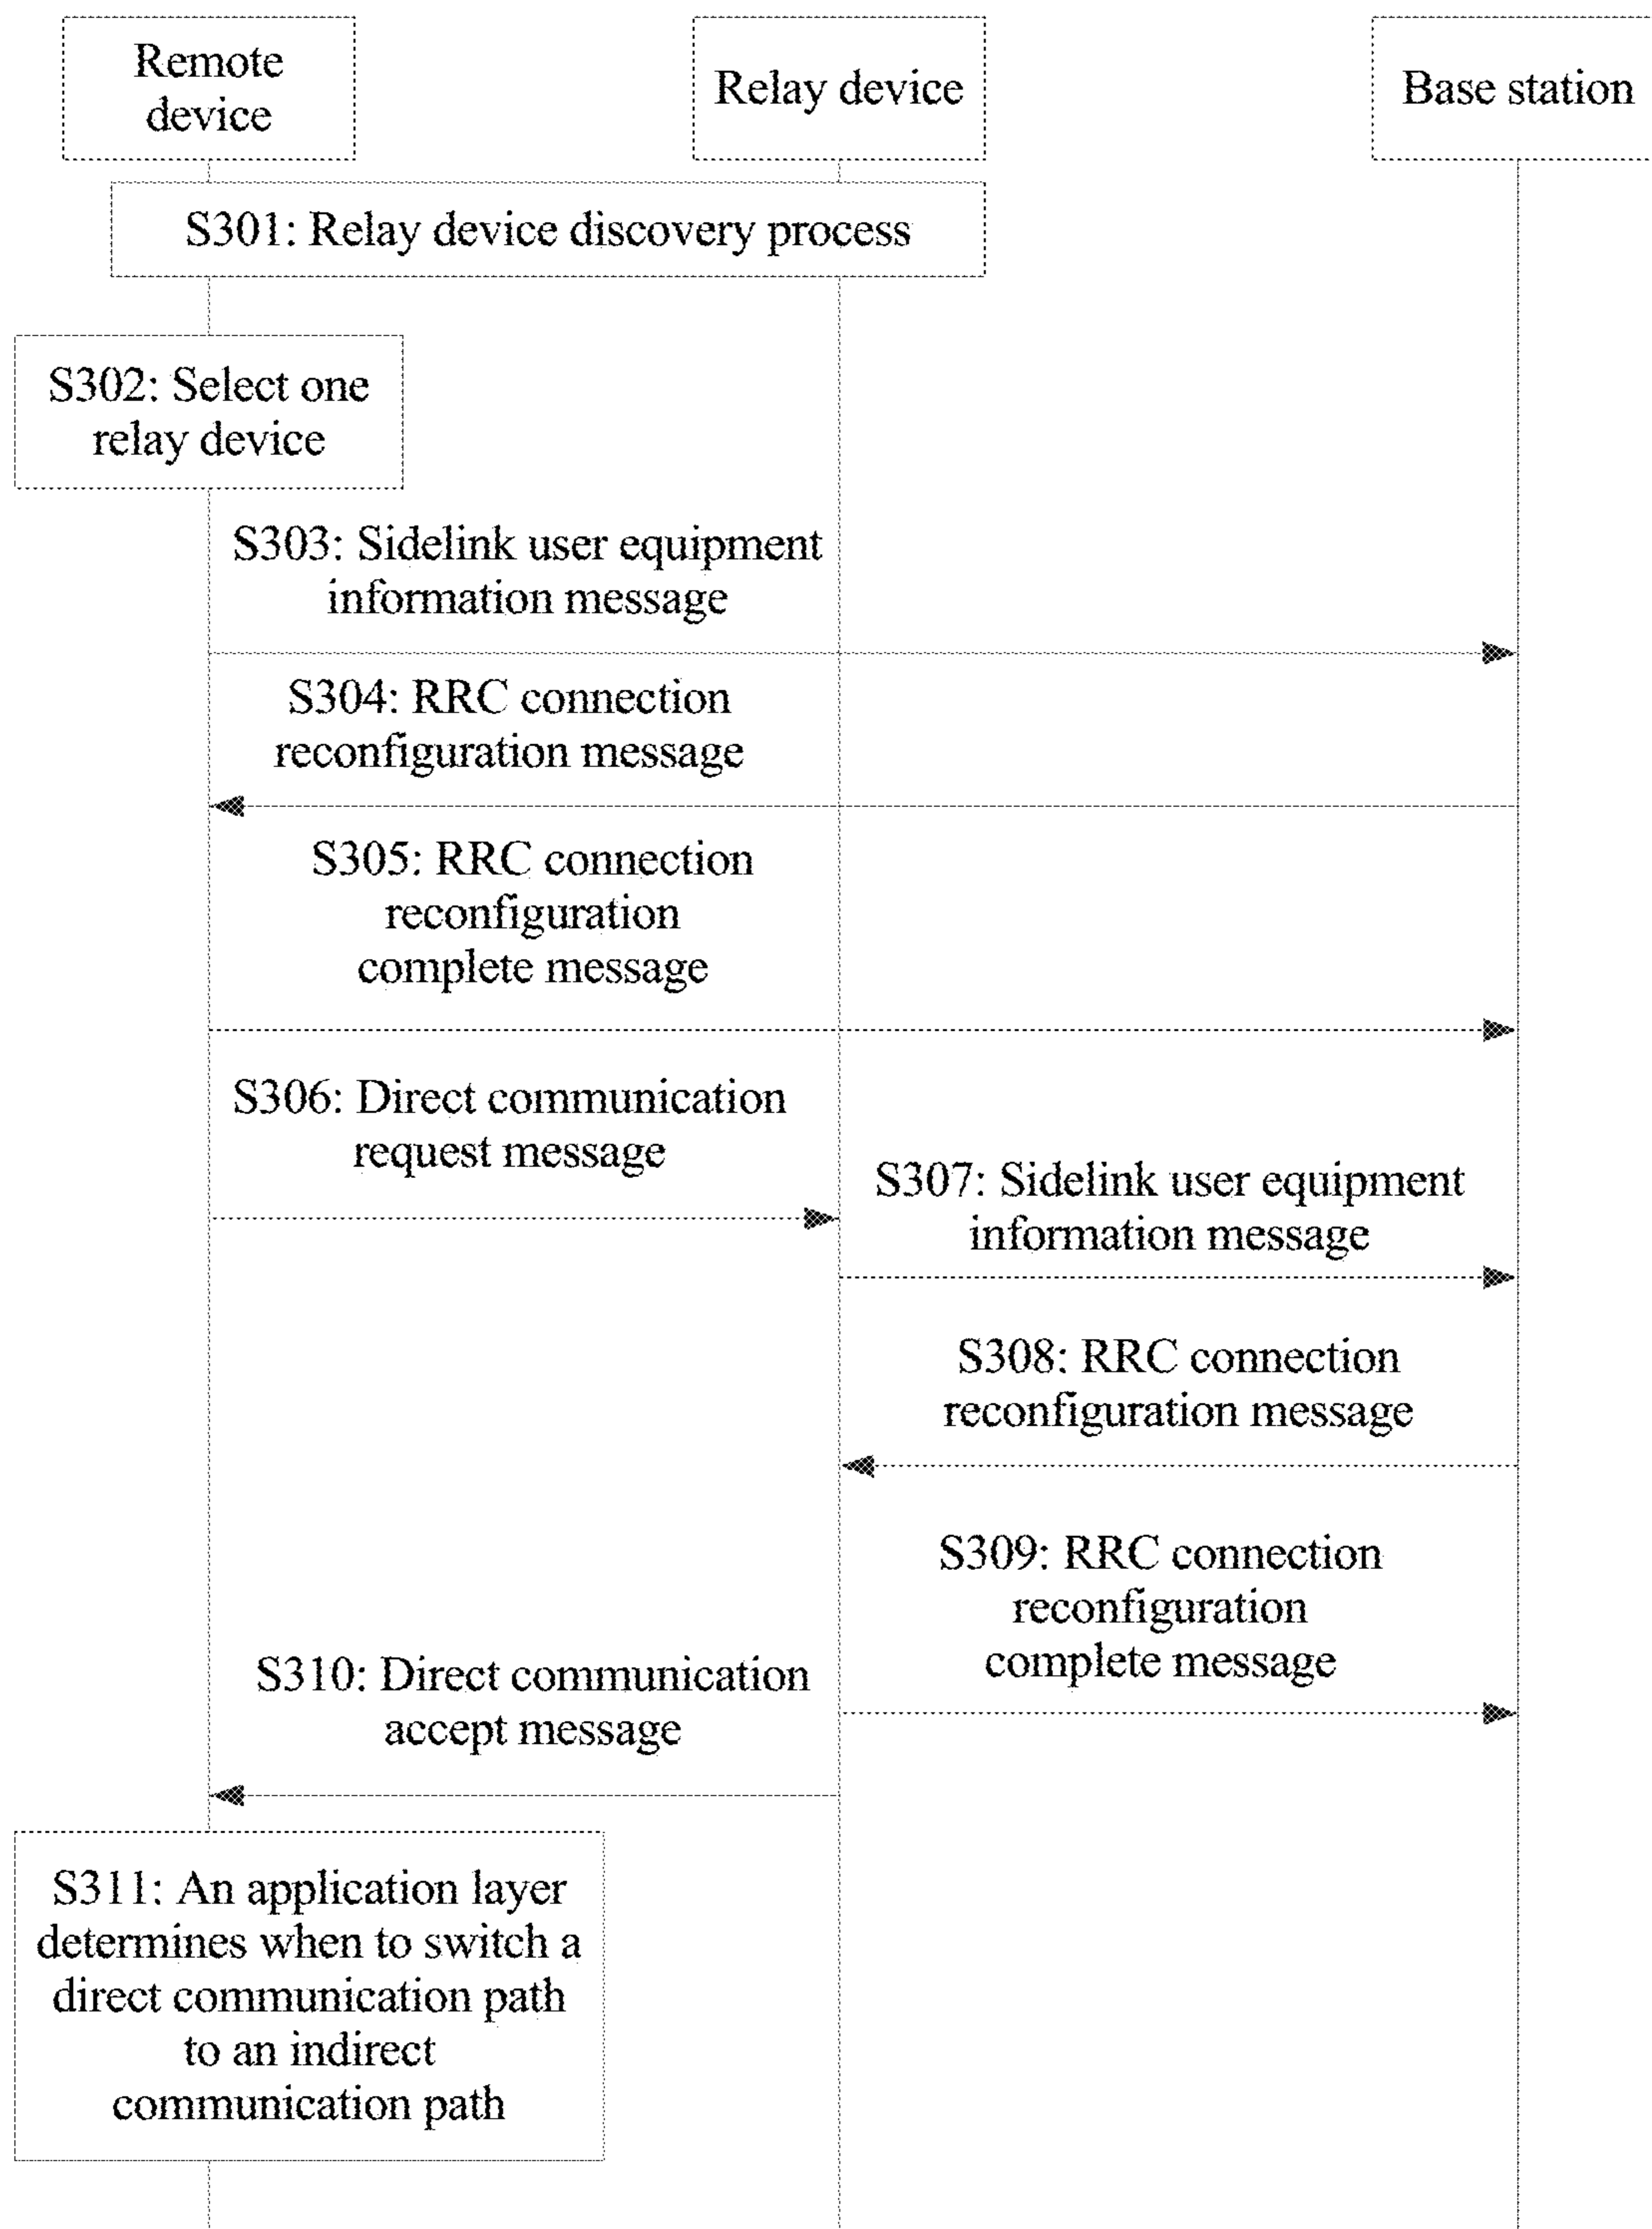 Remote
device
Relay device
Base station
S301: Relay device discovery process
S302: Select one
relay device
S303: Sidelink user equipment
information message
S304: RRC connection
reconfiguration message
S305: RRC connection
reconfiguration
complete message
S306: Direct communication
request message
S307: Sidelink user equipment
information message
S308: RRC connection
reconfiguration message
S309: RRC connection
reconfiguration
complete message
S310: Direct communication
accept message
S311: An application layer
determines when to switch a
direct communication path
to an indirect
communication path